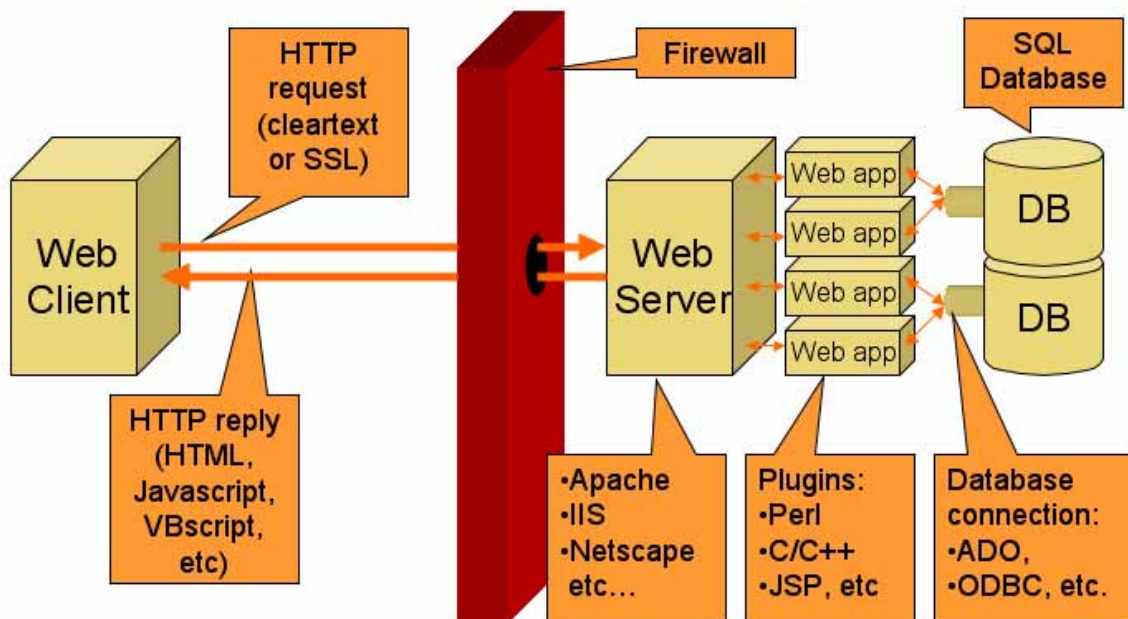 HTTP
request
(cleartext
or SSL)
Firewall
SQL
Database
Web
Client
Web
Server
Web app
Web app
Web app
Web app
DB
DB
HTTP reply
(HTML,
Javascript,
VBscript,
etc)
•Apache
•IIS
•Netscape
etc…
Plugins:
•Perl
•C/C++
•JSP, etc
Database
connection:
•ADO,
•ODBC, etc.